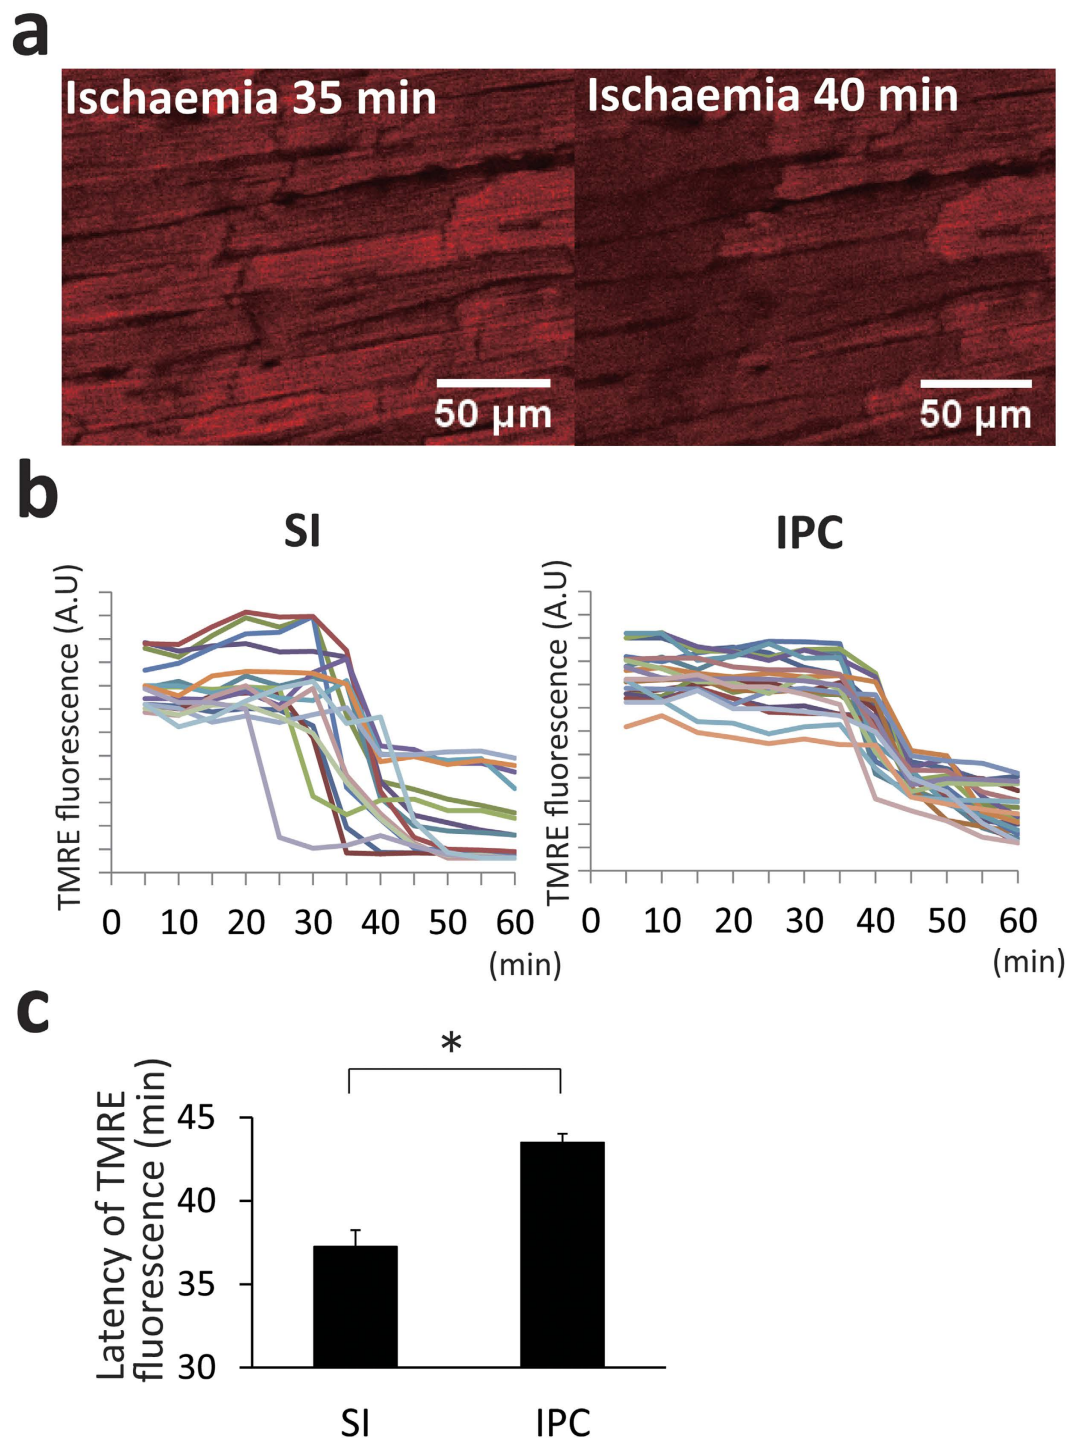 a
Ischaemia 35 min
Ischaemia 40 min
50 µm
50 µm
b
SI
IPC
TMRE fluorescence (A.U)
0 10 20 30 40 50 60
(min)
TMRE fluorescence (A.U)
0 10 20 30 40 50 60
(min)
c
*
Latency of TMRE
fluorescence (min)
45
40
35
30
SI
IPC